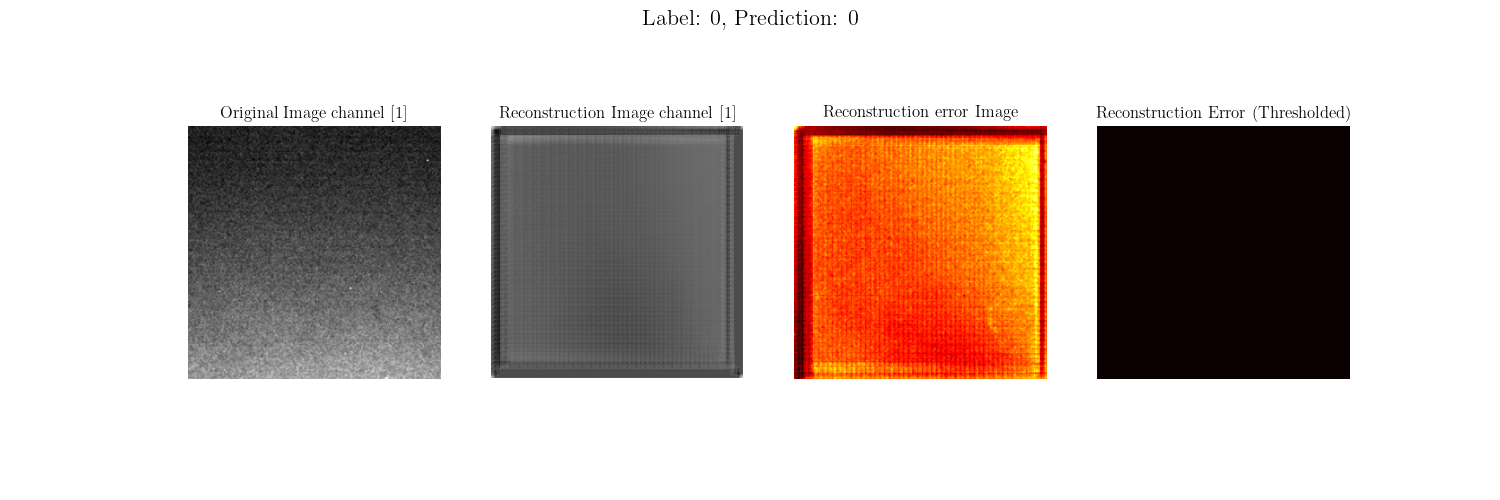 Label: 0, Prediction: 0
Original Image channel [1]
Reconstruction Image channel [1]
Reconstruction error Image
Reconstruction Error (Thresholded)